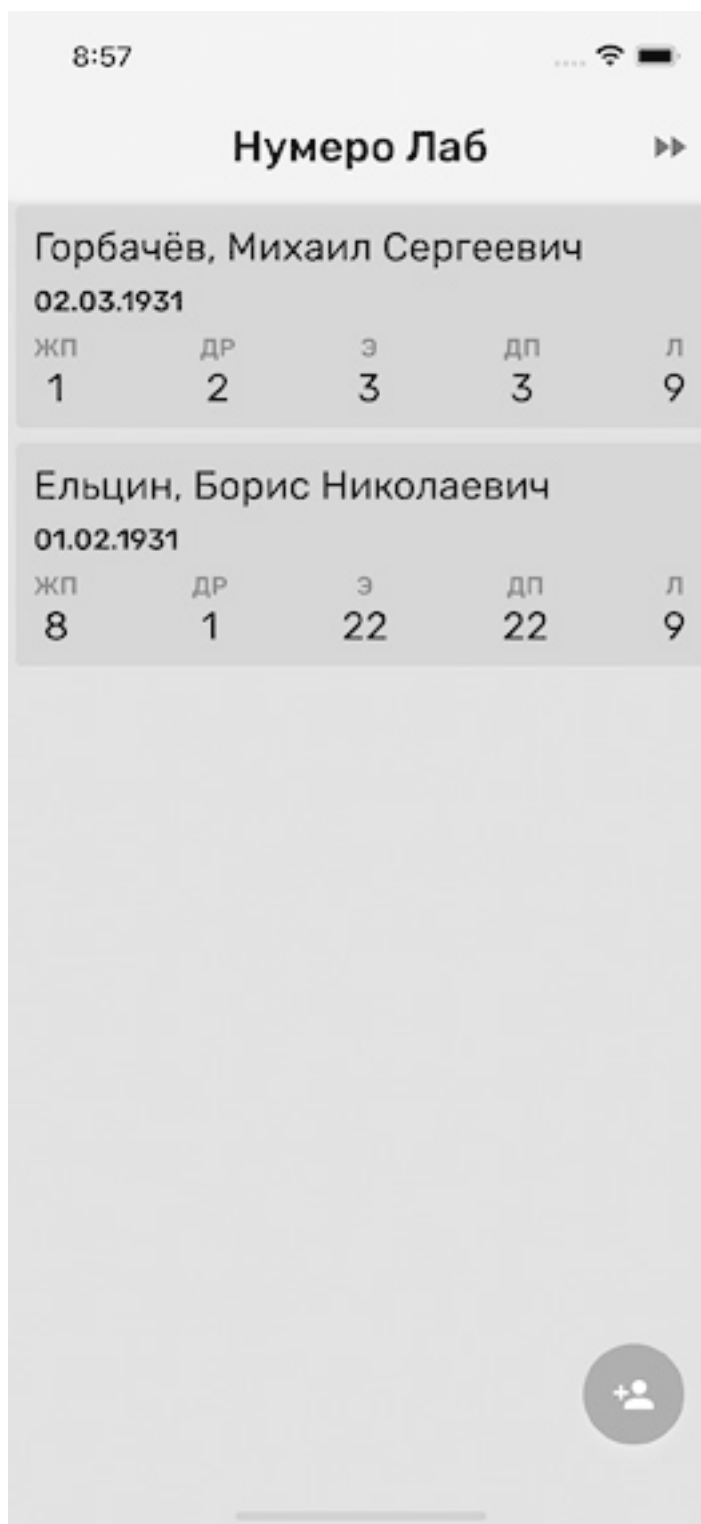 8:57
Нумеро Лаб
Горбачёв, Михаил Сергеевич
02.03.1931
ЖП ДР Э ДП Л
1 2 3 3 9
Ельцин, Борис Николаевич
01.02.1931
ЖП ДР Э ДП Л
8 1 22 22 9